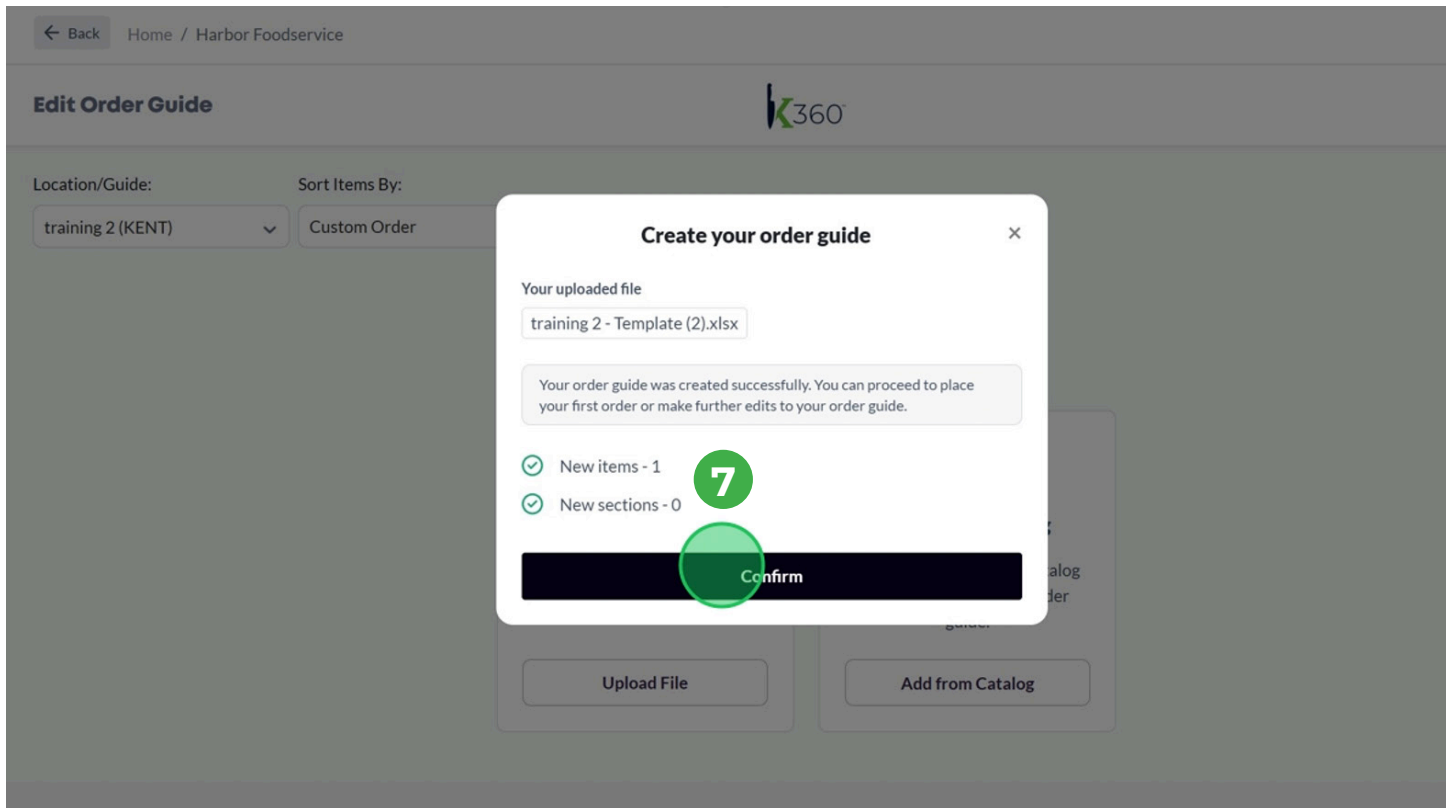 ← Back Home / Harbor Foodservice
Edit Order Guide
K360
Location/Guide: Sort Items By:
training 2 (KENT) Custom Order
Create your order guide ×
Your uploaded file
training 2 - Template (2).xlsx
Your order guide was created successfully. You can proceed to place
your first order or make further edits to your order guide.
New items - 1
7
New sections - 0
Confirm
Upload File Add from Catalog